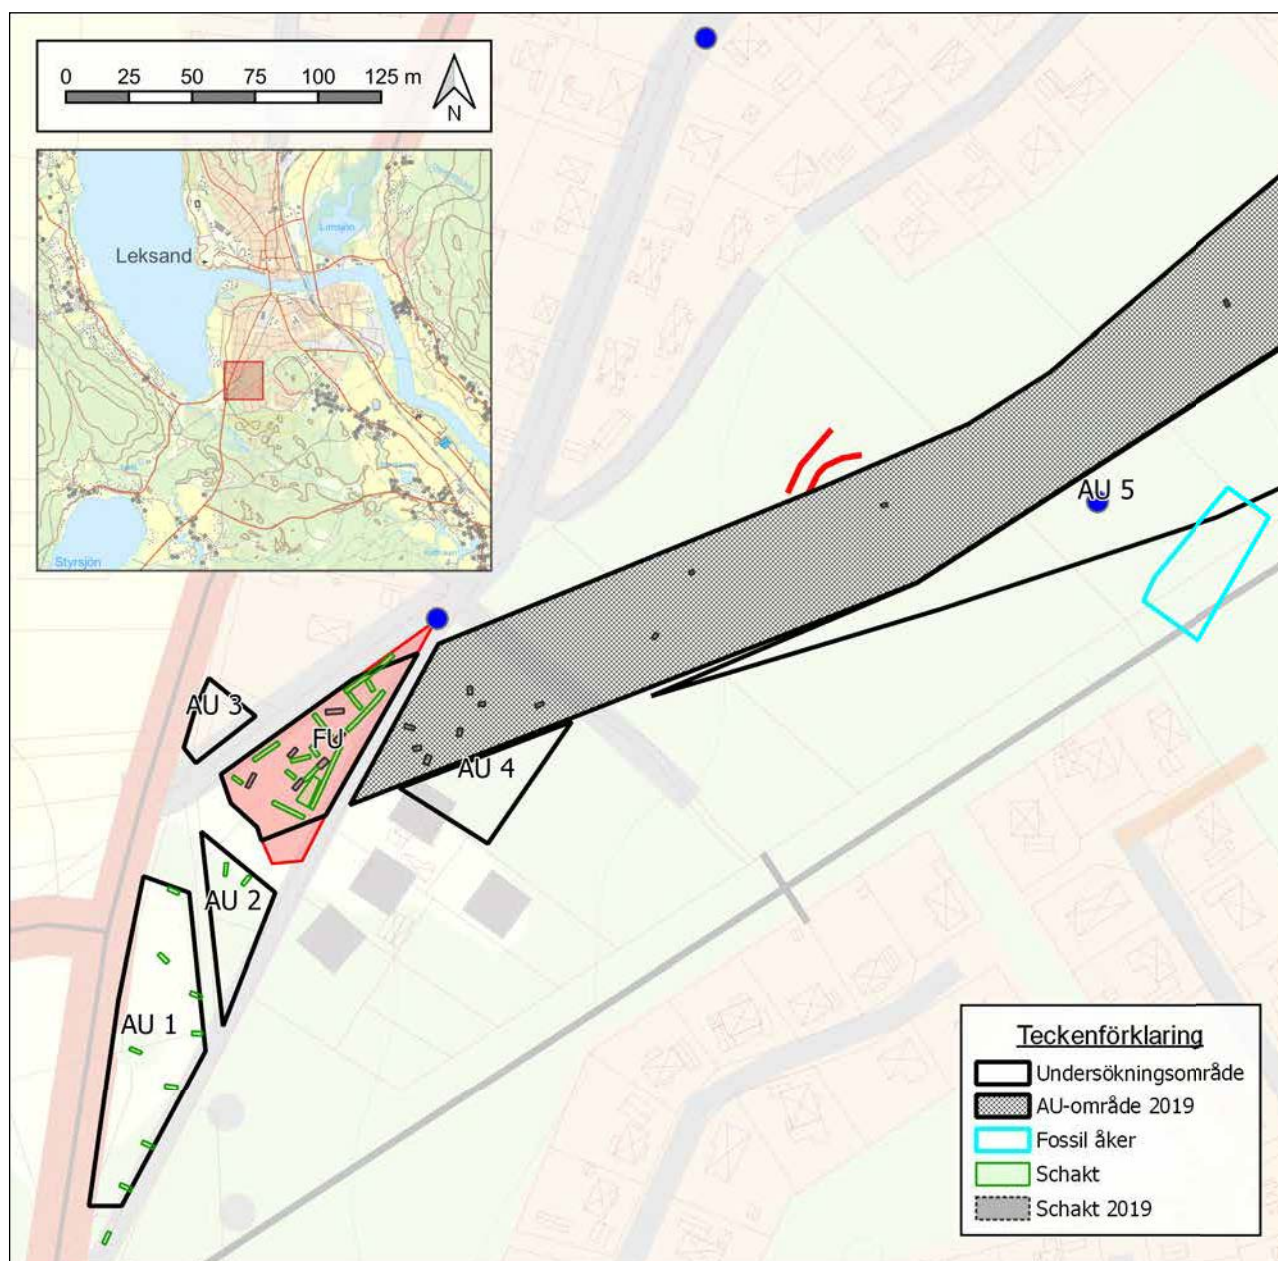 0 25 50 75 100 125 m
N
Leksand
Limsjön
Styrsjön
AU 5
AU 3
FU
AU 4
AU 2
AU 1
Teckenförklaring
Undersökningsområde
AU-område 2019
Fossil åker
Schakt
Schakt 2019